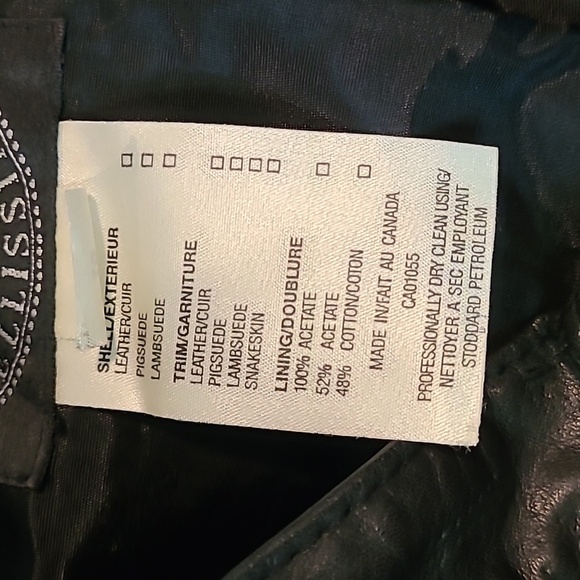 SHELL/EXTERIEUR
LEATHER/CUIR □
PIGSUEDE □
LAMBSUEDE □
TRIM/GARNITURE
LEATHER/CUIR □
PIGSUEDE □
LAMBSUEDE □
SNAKESKIN □
LINING/DOUBLURE
100% ACETATE □
52% ACETATE
48% COTTON/COTON □
MADE IN/FAIT AU CANADA
CA01055
PROFESSIONALLY DRY CLEAN USING/
NETTOYER A SEC EMPLOYANT
STODDARD PETROLEUM